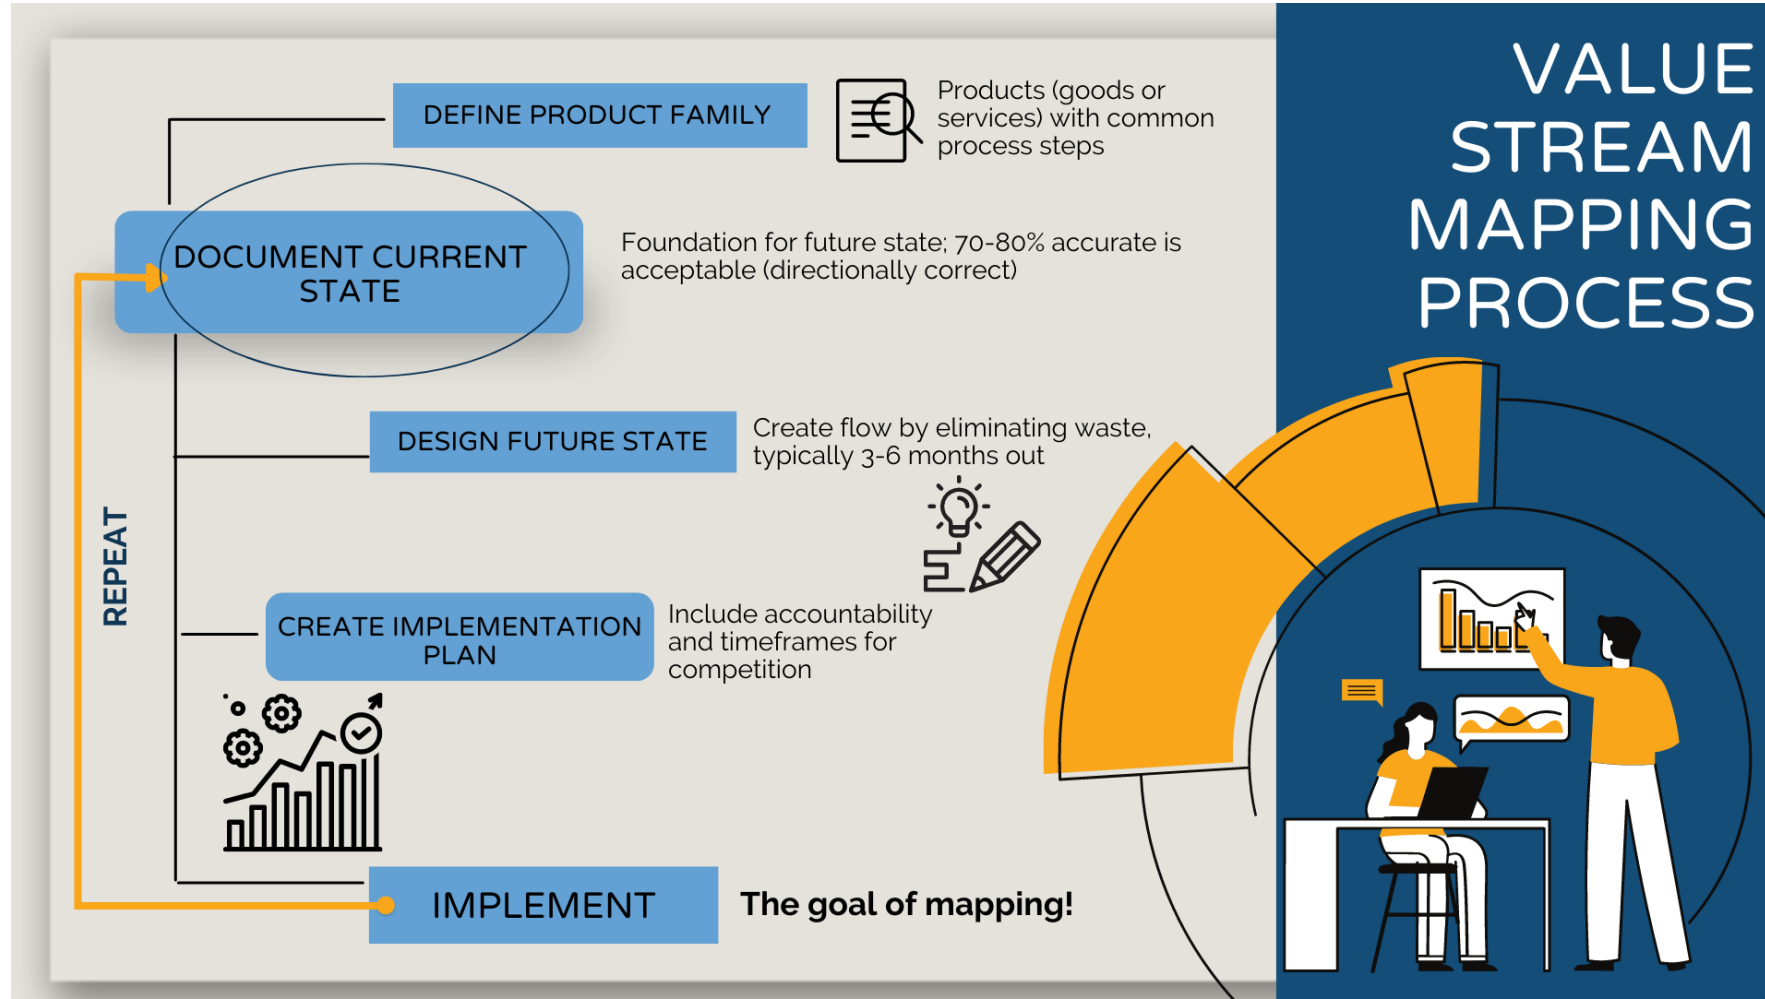 VALUE
STREAM
MAPPING
PROCESS
DEFINE PRODUCT FAMILY
Products (goods or
services) with common
process steps
DOCUMENT CURRENT
STATE
Foundation for future state; 70-80% accurate is
acceptable (directionally correct)
DESIGN FUTURE STATE
Create flow by eliminating waste,
typically 3-6 months out
REPEAT
CREATE IMPLEMENTATION
PLAN
Include accountability
and timeframes for
competition
IMPLEMENT
The goal of mapping!